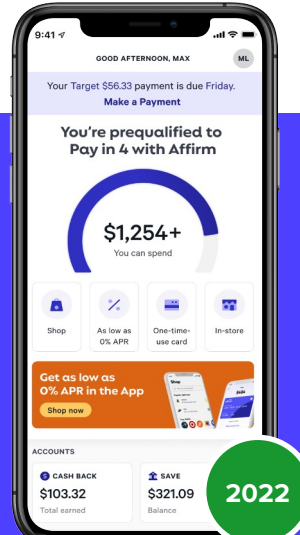 9:41
GOOD AFTERNOON, MAX
ML
Your Target $56.33 payment is due Friday.
Make a Payment
You're prequalified to
Pay in 4 with Affirm
$1,254+
You can spend
Shop
As low as
0% APR
One-time-
use card
In-store
Get as low as
0% APR in the App
Shop now
Shop
ACCOUNTS
CASH BACK
$103.32
Total earned
SAVE
$321.09
Balance
2022